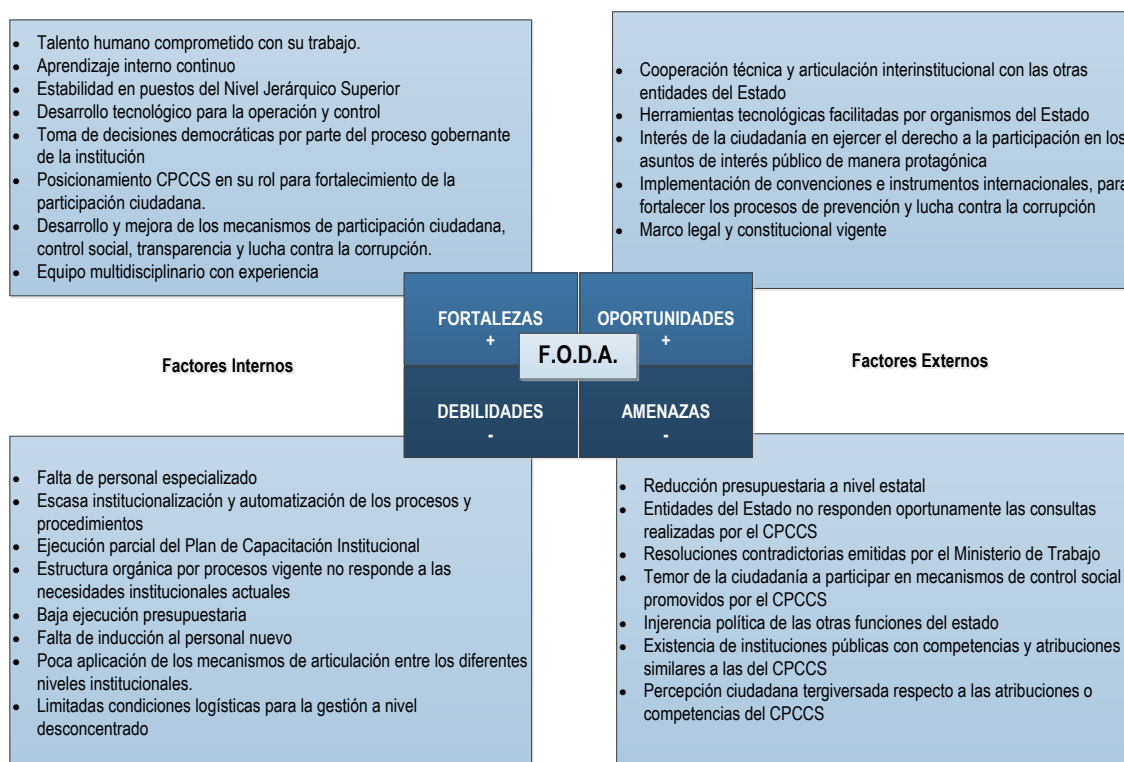 • Talento humano comprometido con su trabajo.
• Aprendizaje interno continuo
• Estabilidad en puestos del Nivel Jerárquico Superior
• Desarrollo tecnológico para la operación y control
• Toma de decisiones democráticas por parte del proceso gobernante
de la institución
• Posicionamiento CPCCS en su rol para fortalecimiento de la
participación ciudadana.
• Desarrollo y mejora de los mecanismos de participación ciudadana,
control social, transparencia y lucha contra la corrupción.
• Equipo multidisciplinario con experiencia
• Cooperación técnica y articulación interinstitucional con las otras
entidades del Estado
• Herramientas tecnológicas facilitadas por organismos del Estado
• Interés de la ciudadanía en ejercer el derecho a la participación en los
asuntos de interés público de manera protagónica
• Implementación de convenciones e instrumentos internacionales, para
fortalecer los procesos de prevención y lucha contra la corrupción
• Marco legal y constitucional vigente
FORTALEZAS
+
OPORTUNIDADES
+
F.O.D.A.
Factores Internos
Factores Externos
DEBILIDADES
-
AMENAZAS
-
• Falta de personal especializado
• Escasa institucionalización y automatización de los procesos y
procedimientos
• Ejecución parcial del Plan de Capacitación Institucional
• Estructura orgánica por procesos vigente no responde a las
necesidades institucionales actuales
• Baja ejecución presupuestaria
• Falta de inducción al personal nuevo
• Poca aplicación de los mecanismos de articulación entre los diferentes
niveles institucionales.
• Limitadas condiciones logísticas para la gestión a nivel
desconcentrado
• Reducción presupuestaria a nivel estatal
• Entidades del Estado no responden oportunamente las consultas
realizadas por el CPCCS
• Resoluciones contradictorias emitidas por el Ministerio de Trabajo
• Temor de la ciudadanía a participar en mecanismos de control social
promovidos por el CPCCS
• Injerencia política de las otras funciones del estado
• Existencia de instituciones públicas con competencias y atribuciones
similares a las del CPCCS
• Percepción ciudadana tergiversada respecto a las atribuciones o
competencias del CPCCS